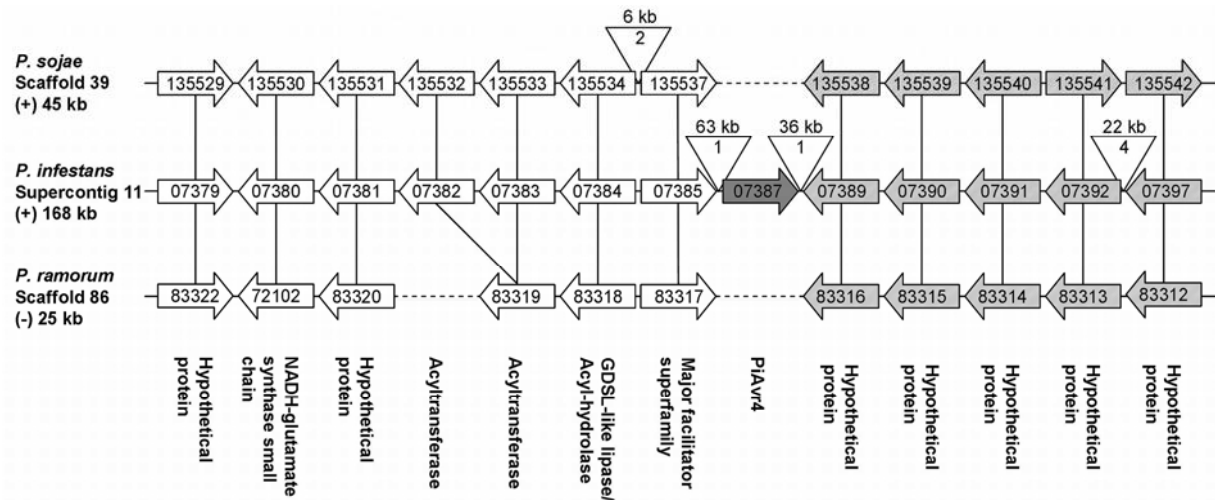 6 kb
2
P. sojae
Scaffold 39
(+) 45 kb
135529 135530 135531 135532 135533 135534 135537 135538 135539 135540 135541 135542
63 kb
1
36 kb
1
22 kb
4
P. infestans
Supercontig 11
(+) 168 kb
07379 07380 07381 07382 07383 07384 07385 07387 07389 07390 07391 07392 07397
P. ramorum
Scaffold 86
(-) 25 kb
83322 72102 83320 83319 83318 83317 83316 83315 83314 83313 83312
Hypothetical
protein
NADH-glutamate
synthase small
chain
Hypothetical
protein
Acyltransferase
Acyltransferase
GDSL-like lipase/
Acyl-hydrolase
Major facilitator
superfamily
PiAvr4
Hypothetical
protein
Hypothetical
protein
Hypothetical
protein
Hypothetical
protein
Hypothetical
protein